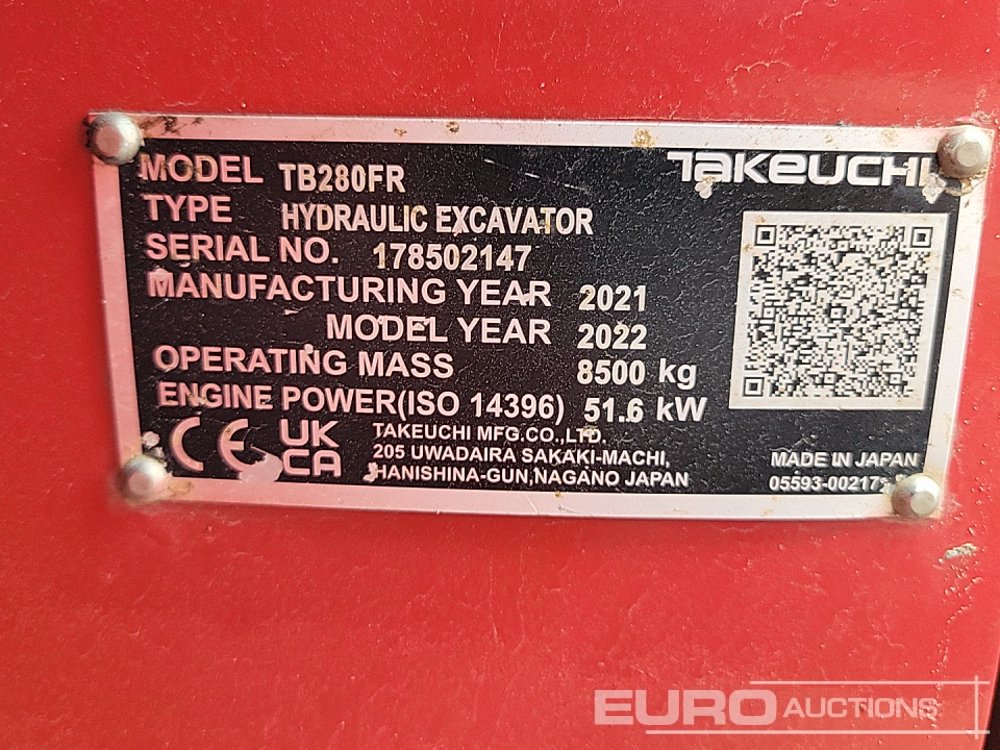 TAKEUCHI
MODEL TB280FR
TYPE HYDRAULIC EXCAVATOR
SERIAL NO. 178502147
MANUFACTURING YEAR 2021
MODEL YEAR 2022
OPERATING MASS 8500 kg
ENGINE POWER(ISO 14396) 51.6 kW
CE UK CA
TAKEUCHI MFG.CO.,LTD.
205 UWADAIRA SAKAKI-MACHI,
HANISHINA-GUN,NAGANO JAPAN
MADE IN JAPAN
EURO AUCTIONS